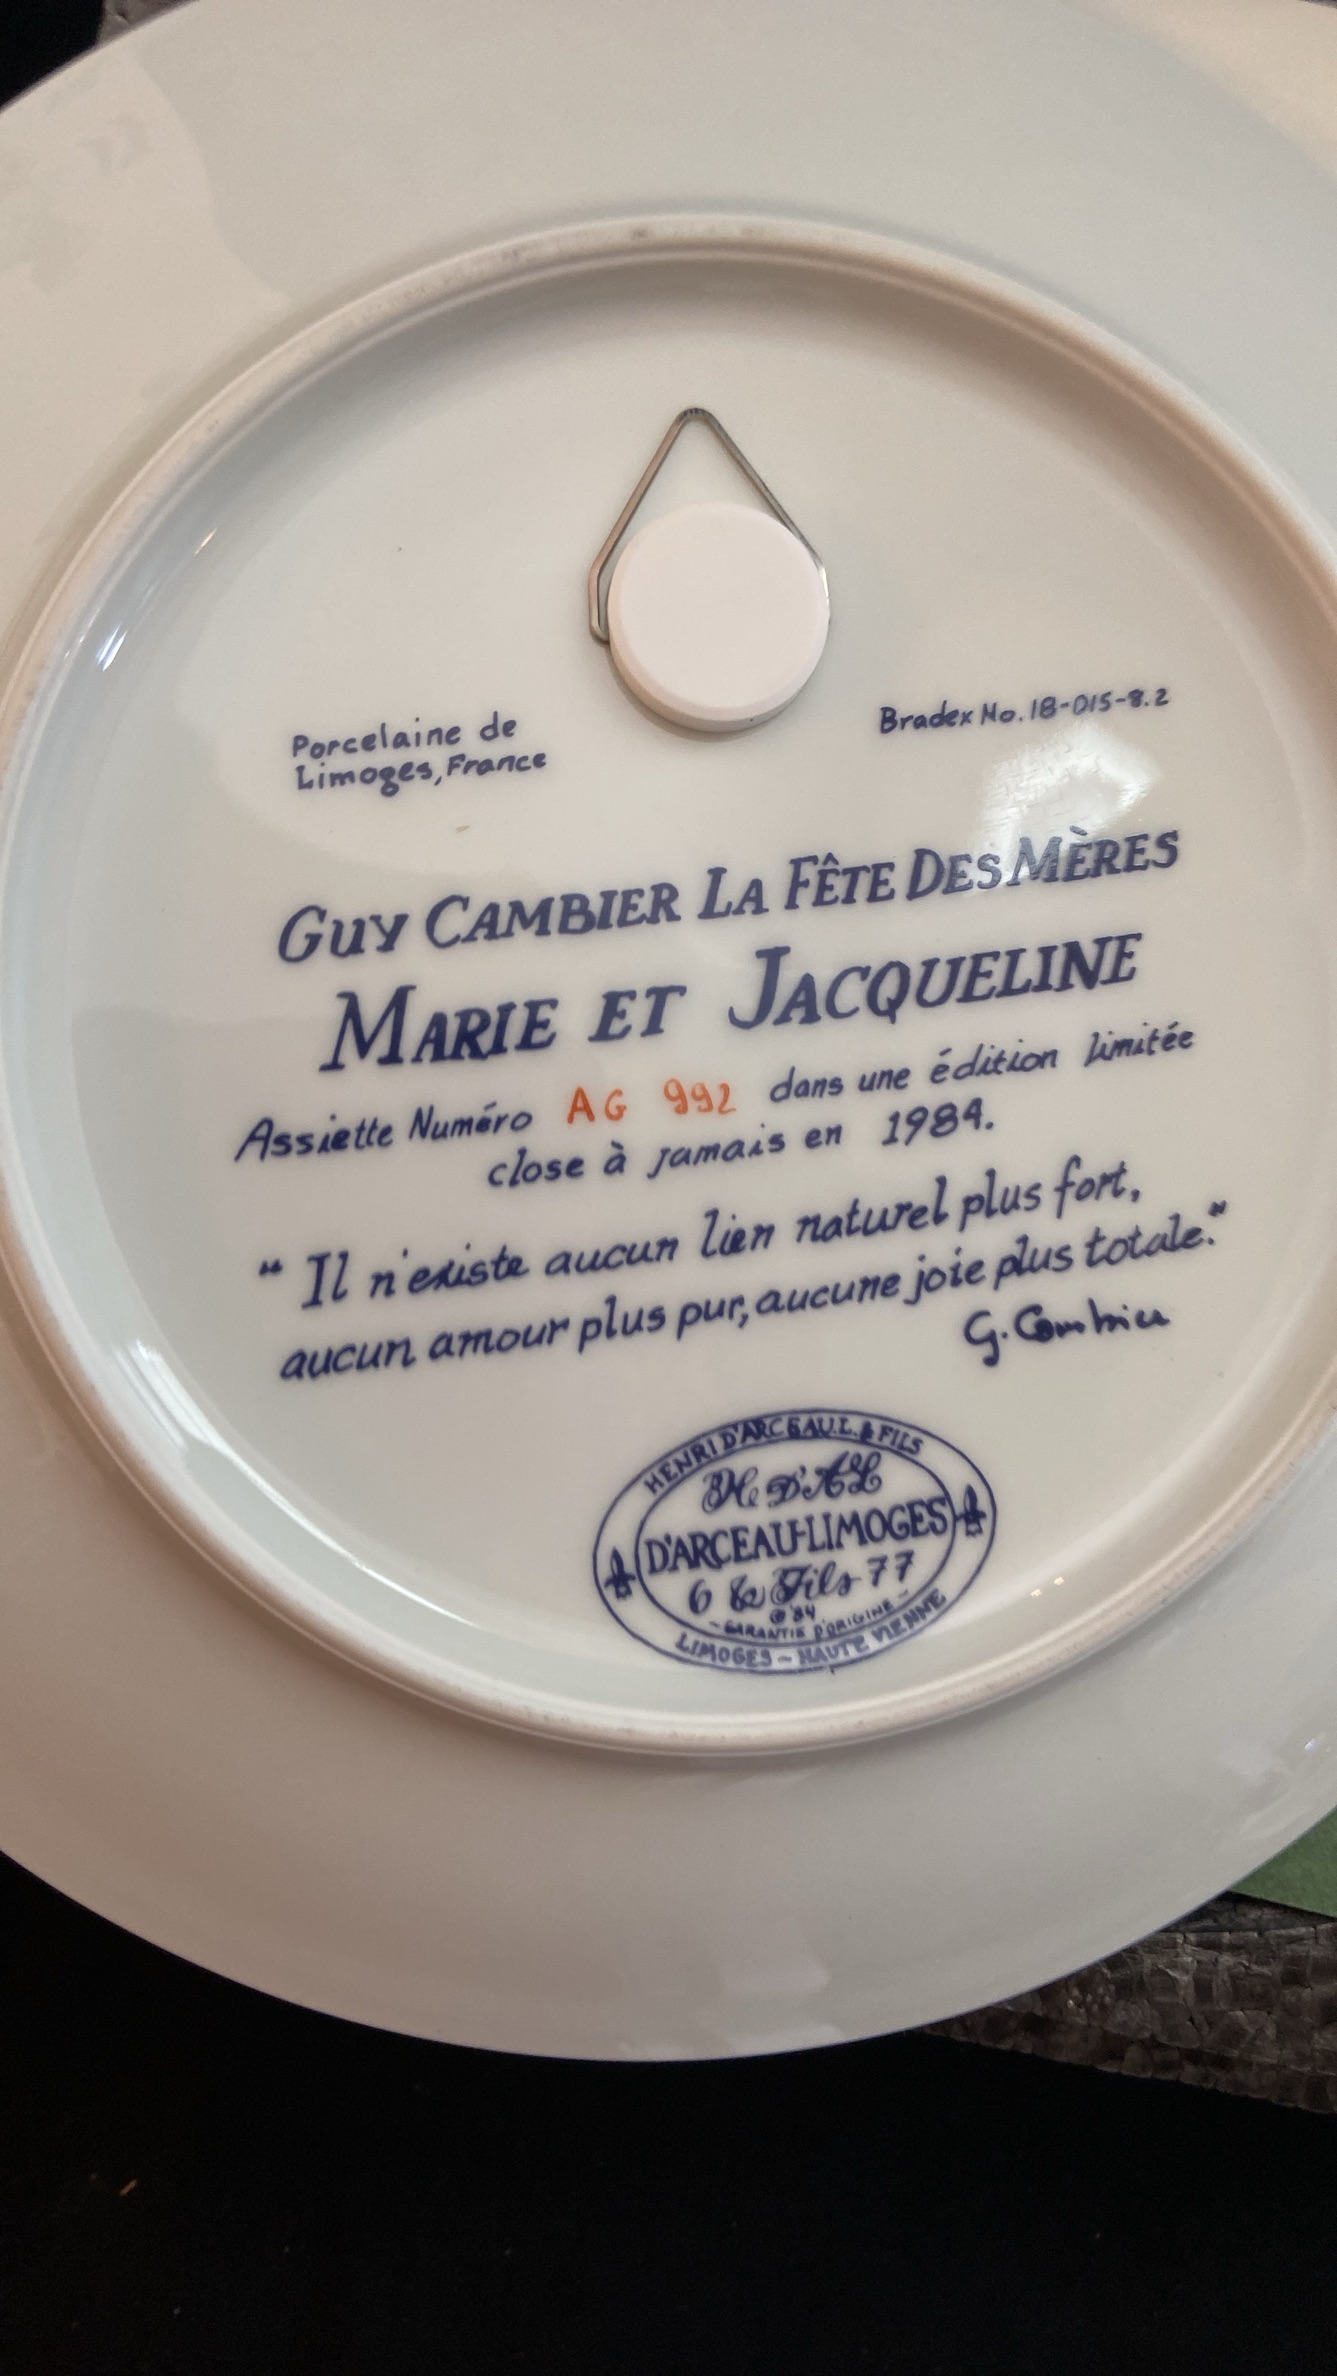 Porcelaine de
Limoges, France
Bradex No. 18-D15-8.2
GUY CAMBIER LA FÊTE DES MÈRES
MARIE ET JACQUELINE
Assiette Numéro AG 992 dans une édition limitée
close à jamais en 1984.
“Il n'existe aucun lien naturel plus fort,
aucun amour plus pur, aucune joie plus totale.”
G. Cambier
HENRI D'ARCEAU.L. & FILS
H D'AL
D'ARCEAU-LIMOGES
6 & Fils 77
© '84
~ GARANTIE D'ORIGINE ~
LIMOGES ~ HAUTE VIENNE